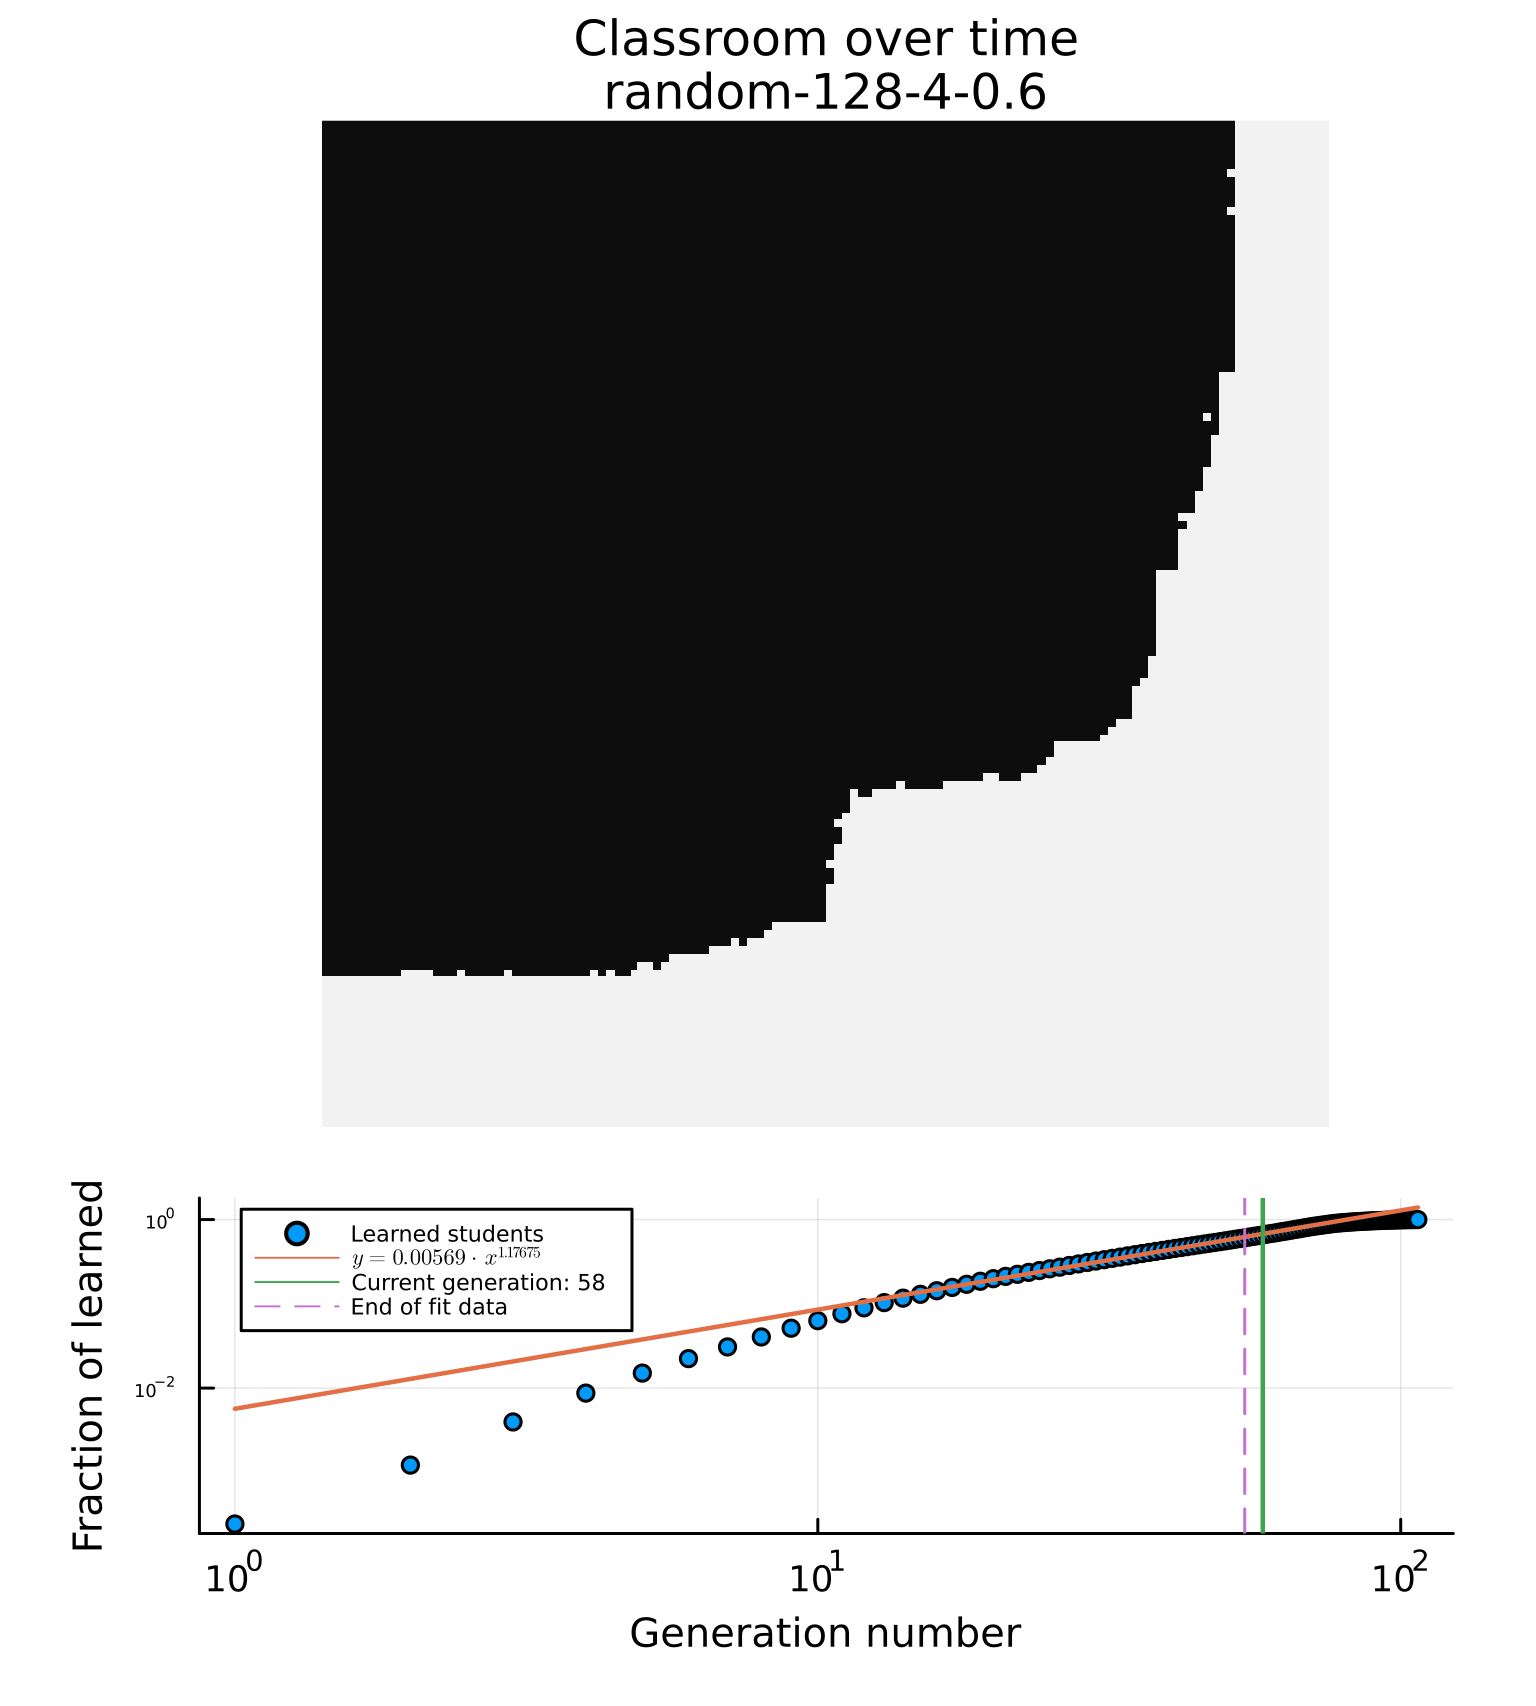 Classroom over time
random-128-4-0.6
Fraction of learned
10^0
10^-2
Learned students
y = 0.00569 · x^1.17675
Current generation: 58
End of fit data
10^0 10^1 10^2
Generation number